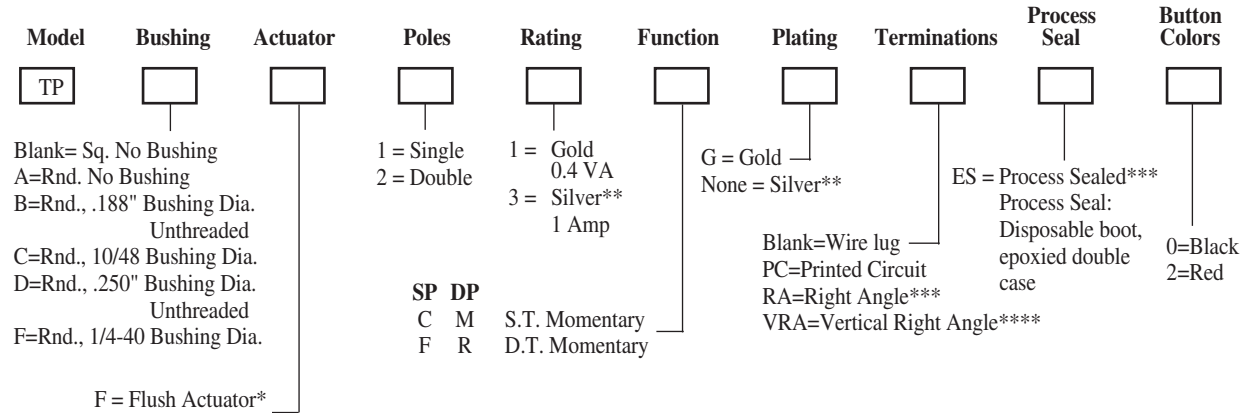 Process Button
Model Bushing Actuator Poles Rating Function Plating Terminations Seal Colors
TP
Blank= Sq. No Bushing
A=Rnd. No Bushing
B=Rnd., .188" Bushing Dia.
Unthreaded
C=Rnd., 10/48 Bushing Dia.
D=Rnd., .250" Bushing Dia.
Unthreaded
F=Rnd., 1/4-40 Bushing Dia.
F = Flush Actuator*
1 = Single
2 = Double
1 = Gold
0.4 VA
3 = Silver**
1 Amp
SP DP
C M S.T. Momentary
F R D.T. Momentary
G = Gold
None = Silver**
Blank=Wire lug
PC=Printed Circuit
RA=Right Angle***
VRA=Vertical Right Angle****
ES = Process Sealed***
Process Seal:
Disposable boot,
epoxied double
case
0=Black
2=Red